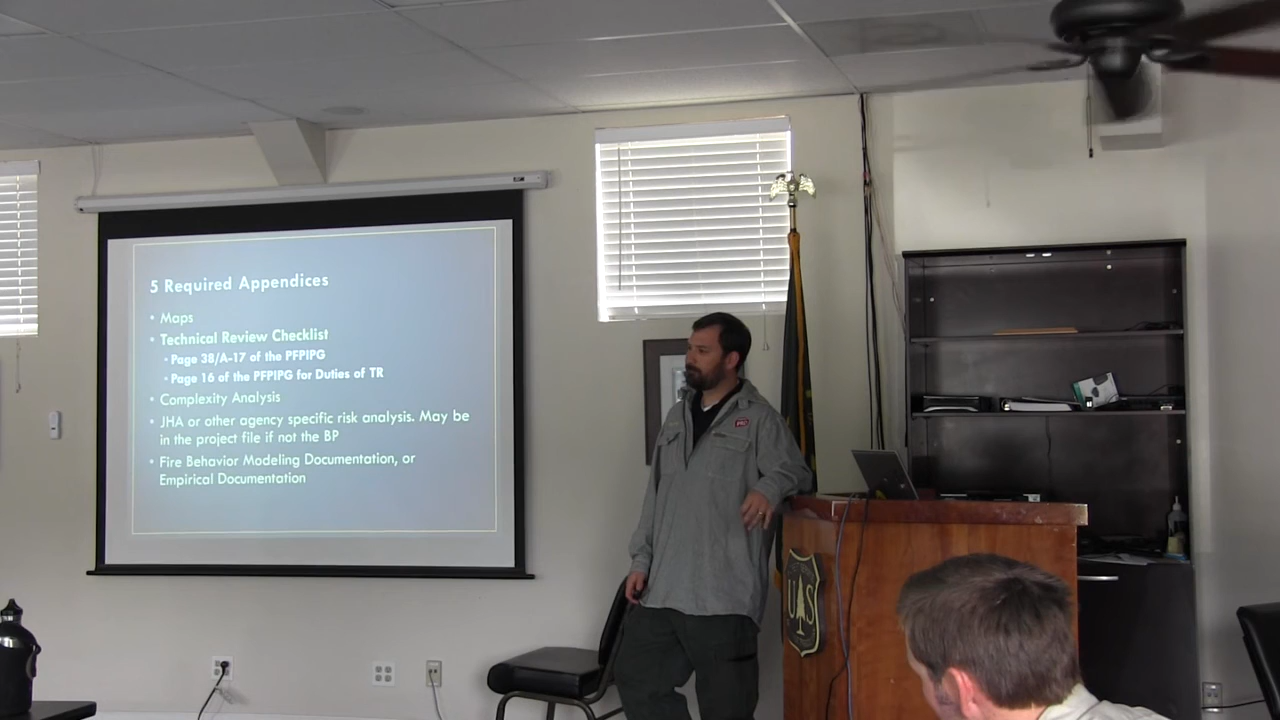 5 Required Appendices
• Maps
• Technical Review Checklist
• Page 38/A-17 of the PFPIPG
• Page 16 of the PFPIPG for Duties of TR
• Complexity Analysis
• JHA or other agency specific risk analysis. May be
in the project file if not the BP
• Fire Behavior Modeling Documentation, or
Empirical Documentation
U S